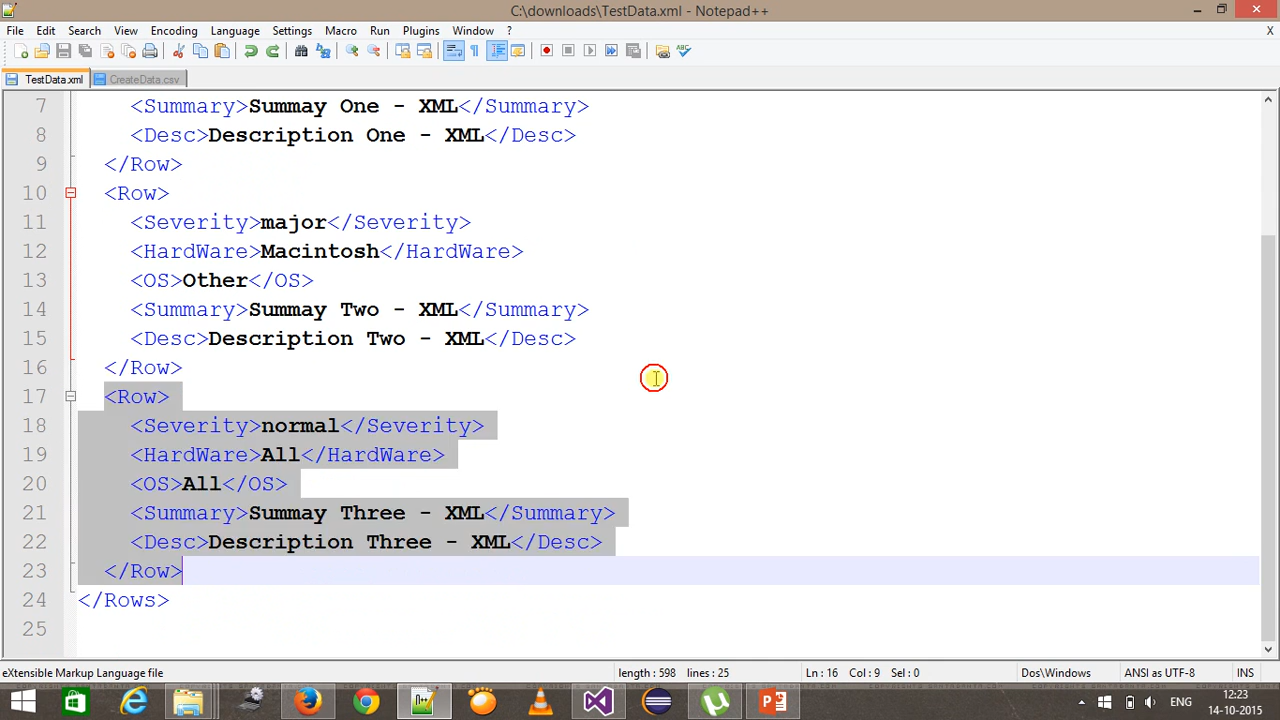 C:\downloads\TestData.xml - Notepad++
File Edit Search View Encoding Language Settings Macro Run Plugins Window ? X
TestData.xml CreateData.csv
7 <Summary>Summay One - XML</Summary>
8 <Desc>Description One - XML</Desc>
9 </Row>
10 <Row>
11 <Severity>major</Severity>
12 <HardWare>Macintosh</HardWare>
13 <OS>Other</OS>
14 <Summary>Summay Two - XML</Summary>
15 <Desc>Description Two - XML</Desc>
16 </Row>
17 <Row>
18 <Severity>normal</Severity>
19 <HardWare>All</HardWare>
20 <OS>All</OS>
21 <Summary>Summay Three - XML</Summary>
22 <Desc>Description Three - XML</Desc>
23 </Row>
24 </Rows>
25
eXtensible Markup Language file length : 598 lines : 25 Ln : 16 Col : 9 Sel : 0 Dos\Windows ANSI as UTF-8 INS
ENG 12:23
14-10-2015